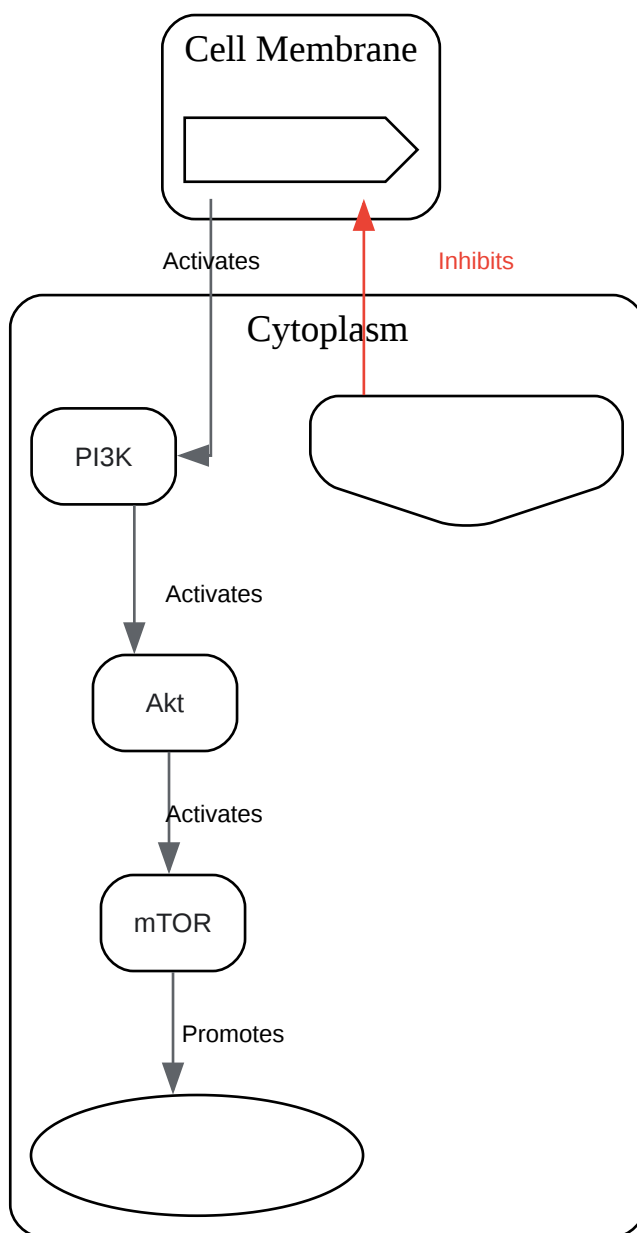 Cell Membrane
Activates
Inhibits
Cytoplasm
PI3K
Activates
Akt
Activates
mTOR
Promotes